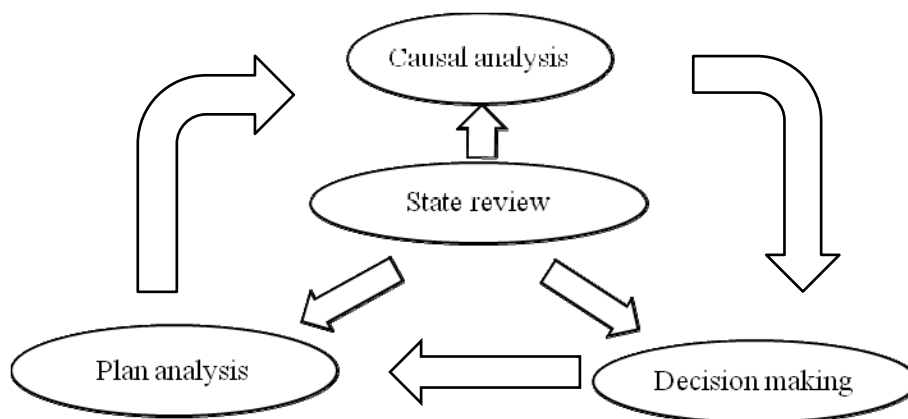 Causal analysis
State review
Plan analysis
Decision making